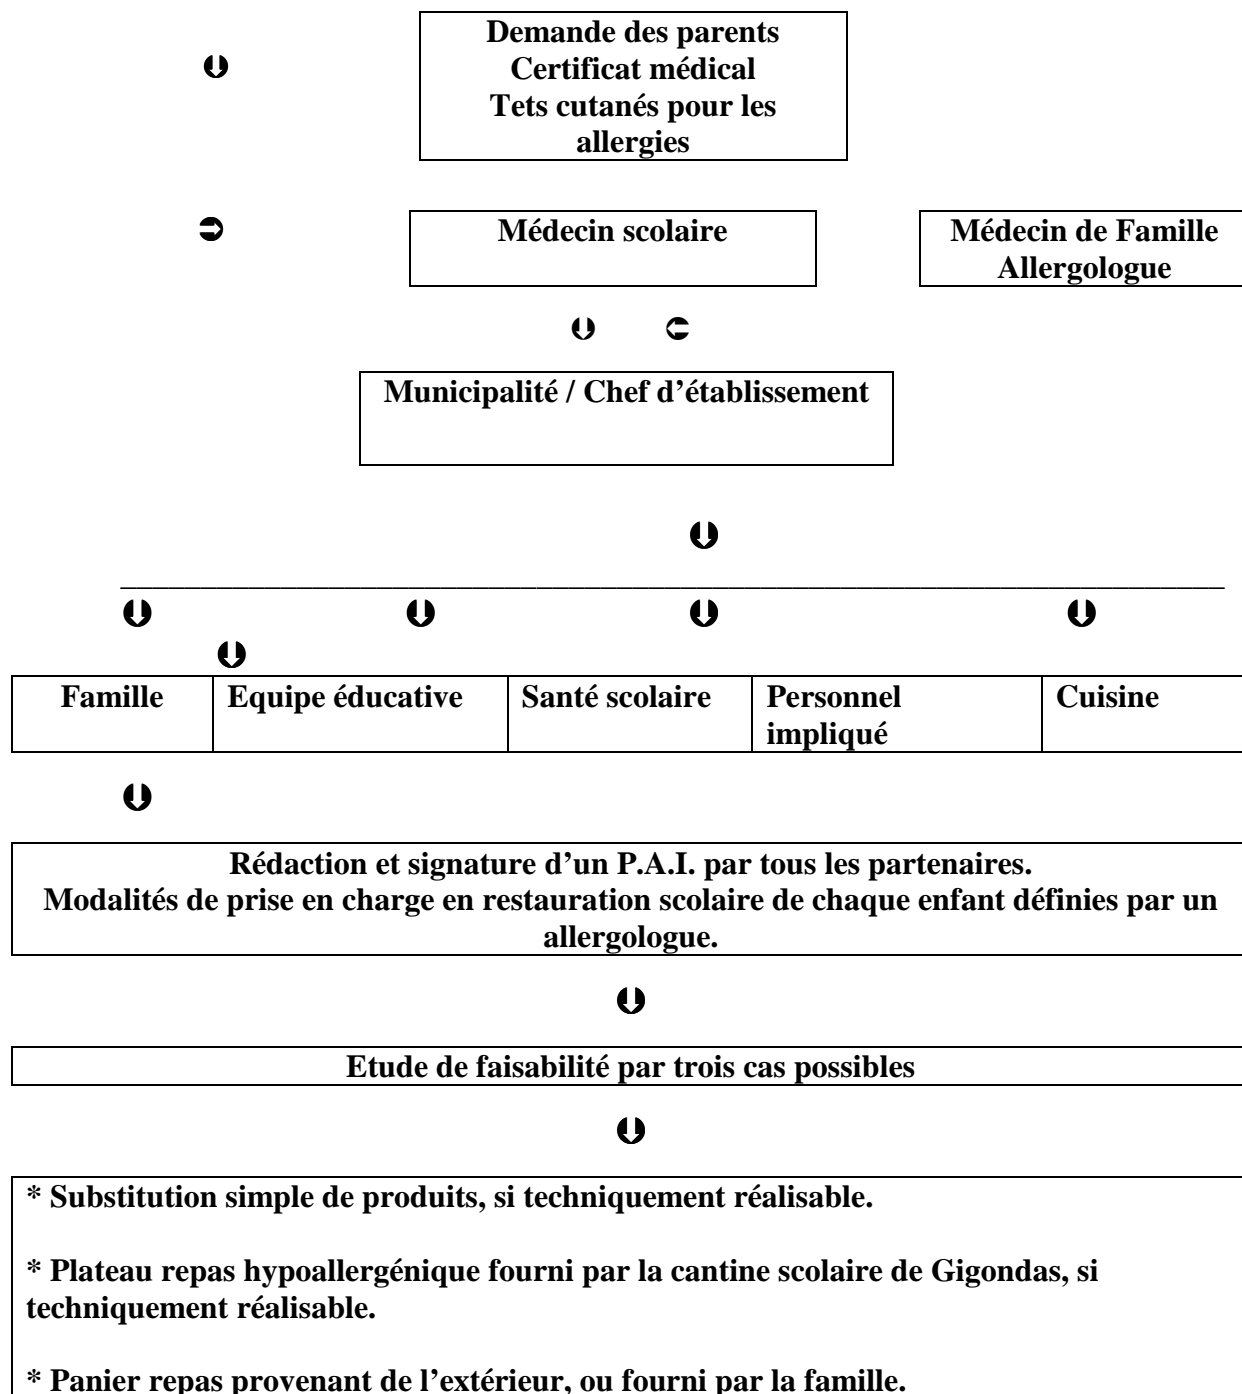 Demande des parents
Certificat médical
Tets cutanés pour les
allergies
Médecin scolaire
Médecin de Famille
Allergologue
Municipalité / Chef d’établissement
Famille
Equipe éducative
Santé scolaire
Personnel
impliqué
Cuisine
Rédaction et signature d’un P.A.I. par tous les partenaires.
Modalités de prise en charge en restauration scolaire de chaque enfant définies par un
allergologue.
Etude de faisabilité par trois cas possibles
* Substitution simple de produits, si techniquement réalisable.
* Plateau repas hypoallergénique fourni par la cantine scolaire de Gigondas, si
techniquement réalisable.
* Panier repas provenant de l’extérieur, ou fourni par la famille.